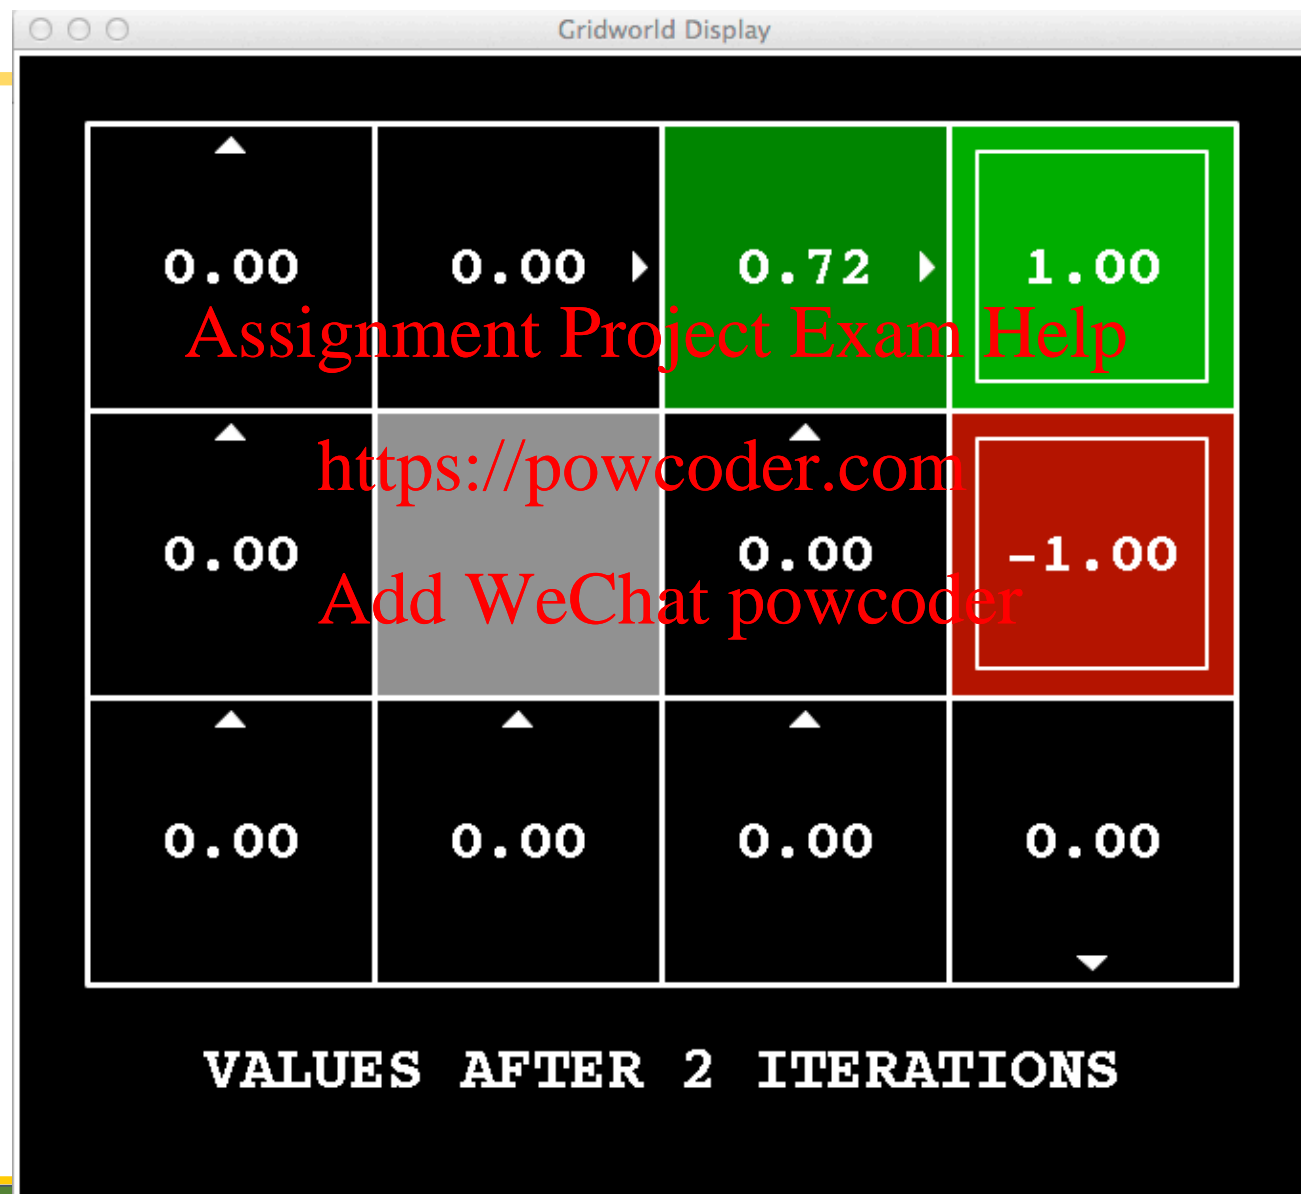 Gridworld Display
0.00 0.00 0.72 1.00
Assignment Project Exam Help
https://powcoder.com
0.00 0.00 -1.00
Add WeChat powcoder
0.00 0.00 0.00 0.00
VALUES AFTER 2 ITERATIONS